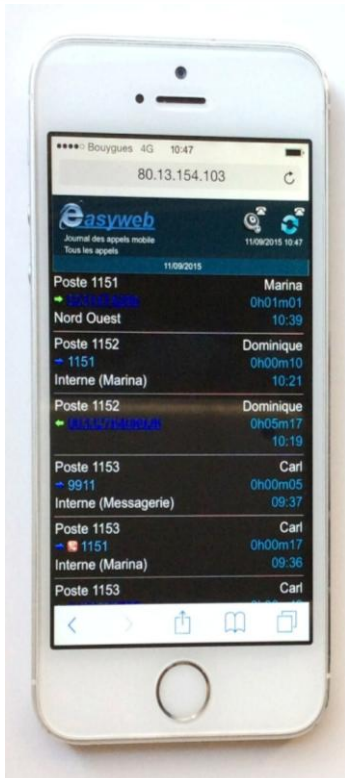 Bouygues 4G 10:47
80.13.154.103
easyweb
Journal des appels mobile
Tous les appels
11/09/2015 10:47
11/09/2015
Poste 1151 Marina
0h01m01
Nord Ouest 10:39
Poste 1152 Dominique
1151 0h00m10
Interne (Marina) 10:21
Poste 1152 Dominique
0h05m17
10:19
Poste 1153 Carl
9911 0h00m05
Interne (Messagerie) 09:37
Poste 1153 Carl
1151 0h00m17
Interne (Marina) 09:36
Poste 1153 Carl